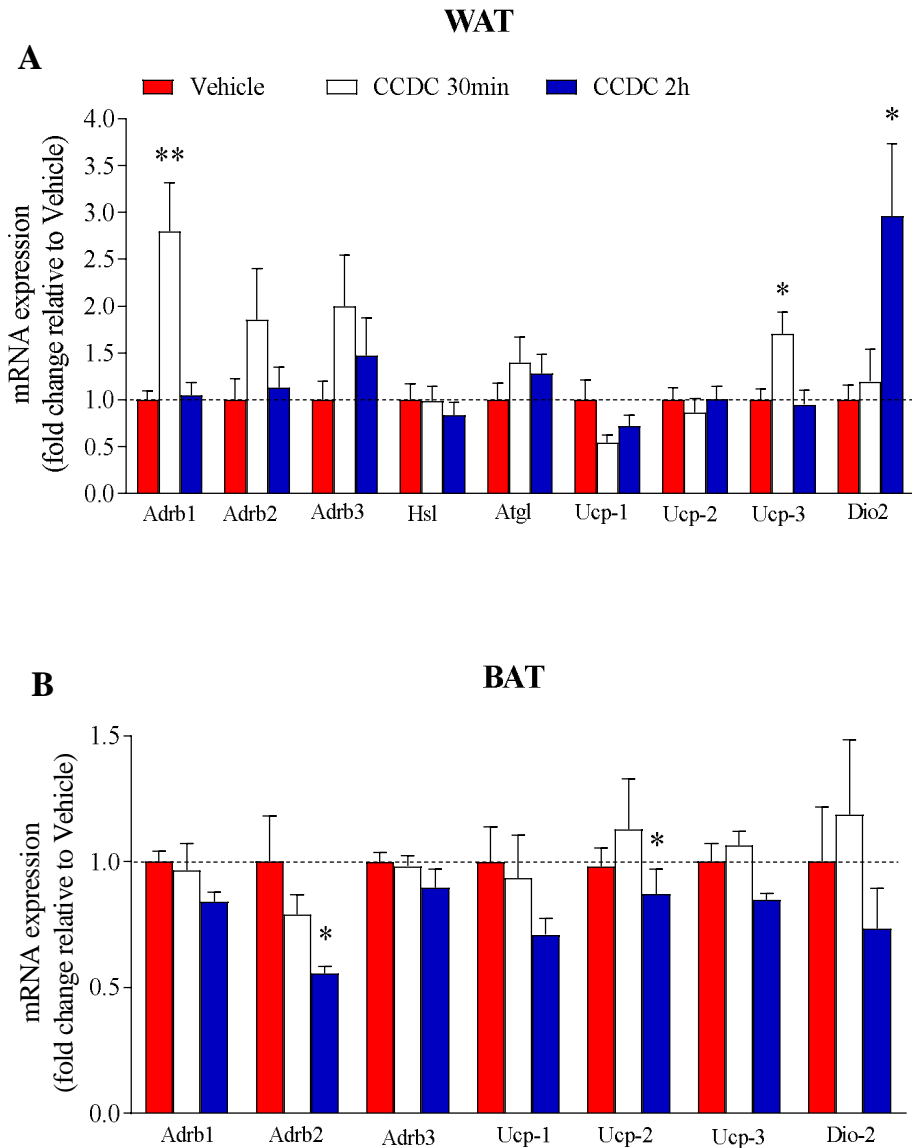 WAT
A
Vehicle CCDC 30min CCDC 2h
mRNA expression
(fold change relative to Vehicle)
4.0
3.5
3.0
2.5
2.0
1.5
1.0
0.5
0.0
** * *
Adrb1 Adrb2 Adrb3 Hsl Atgl Ucp-1 Ucp-2 Ucp-3 Dio2
B
BAT
mRNA expression
(fold change relative to Vehicle)
1.5
1.0
0.5
0.0
* *
Adrb1 Adrb2 Adrb3 Ucp-1 Ucp-2 Ucp-3 Dio-2